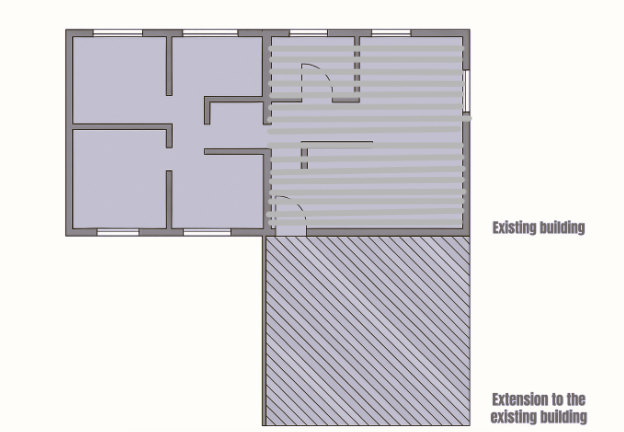 Existing building
Extension to the
existing building